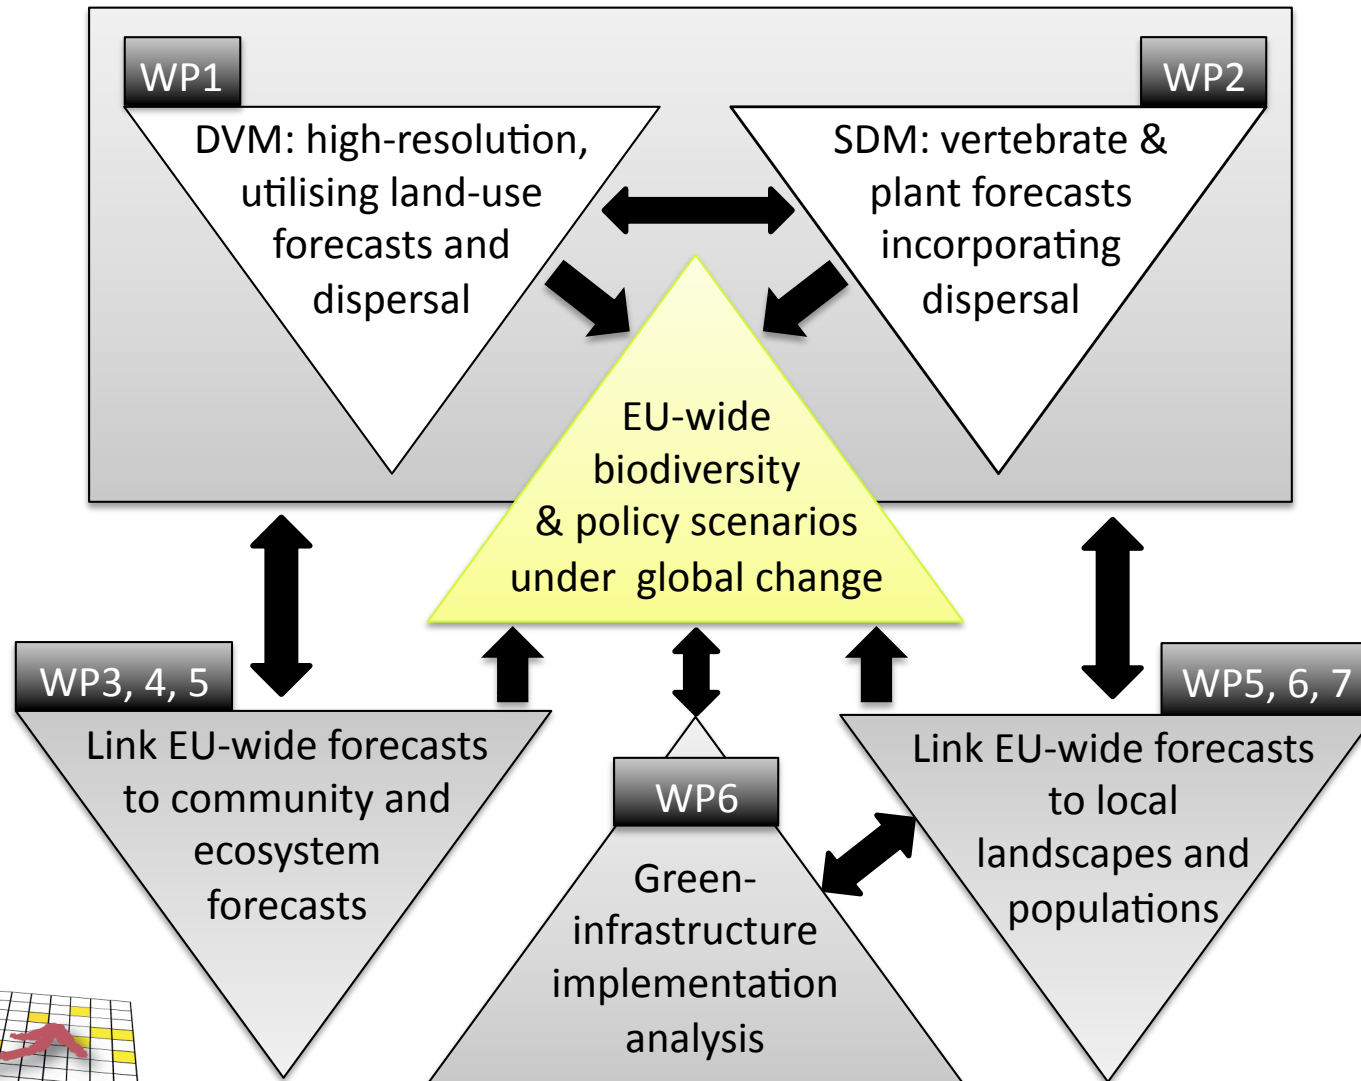 WP1
DVM: high-resolution,
utilising land-use
forecasts and
dispersal
WP2
SDM: vertebrate &
plant forecasts
incorporating
dispersal
EU-wide
biodiversity
& policy scenarios
under global change
WP3, 4, 5
Link EU-wide forecasts
to community and
ecosystem
forecasts
WP6
Green-
infrastructure
implementation
analysis
WP5, 6, 7
Link EU-wide forecasts
to local
landscapes and
populations